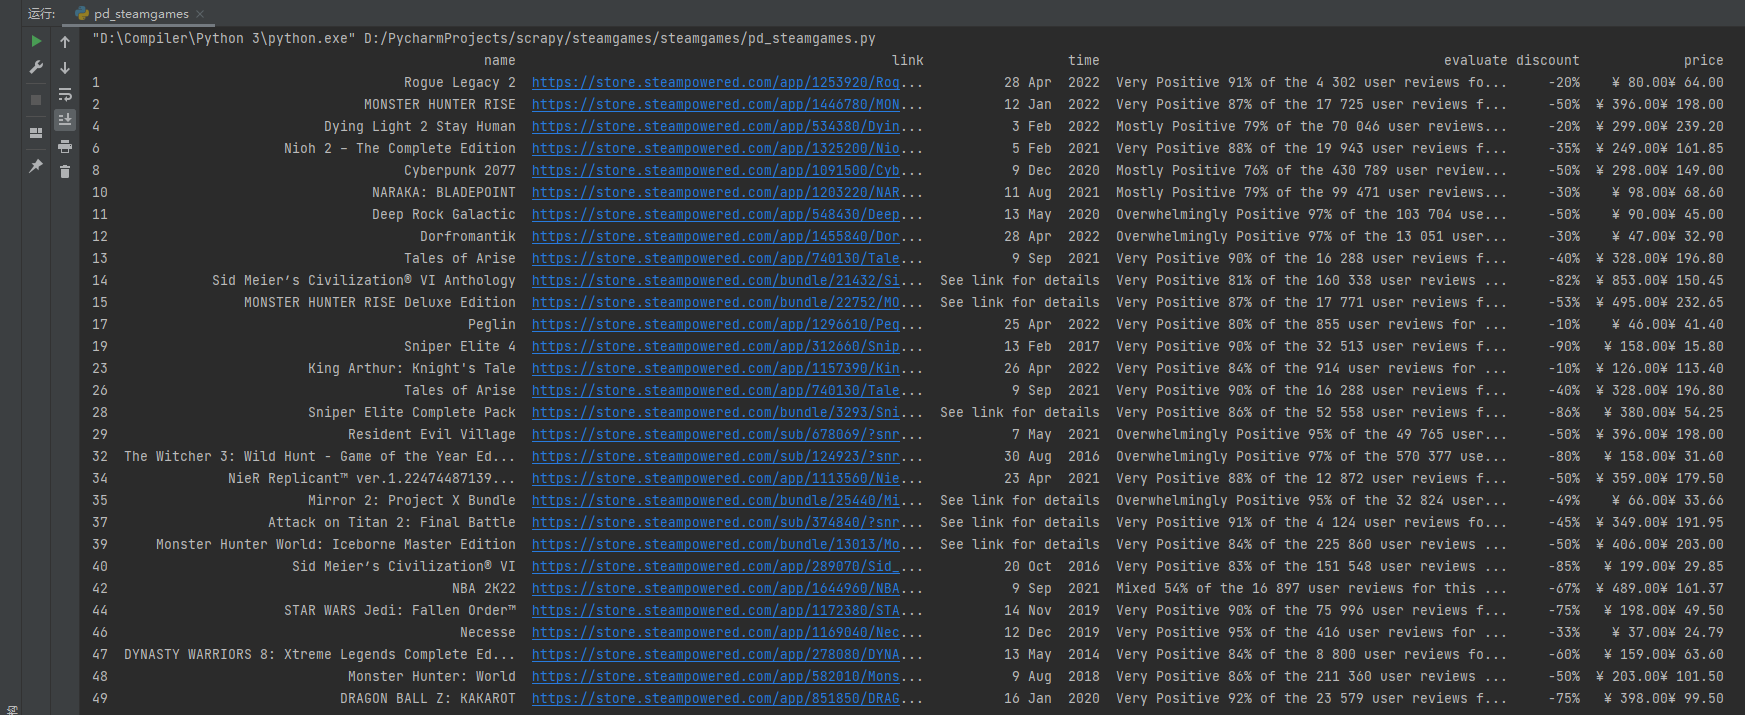 运行: pd_steamgames ×
"D:\Compiler\Python 3\python.exe" D:/PycharmProjects/scrapy/steamgames/steamgames/pd_steamgames.py
name link time evaluate discount price
1 Rogue Legacy 2 https://store.steampowered.com/app/1253920/Rog... 28 Apr 2022 Very Positive 91% of the 4 302 user reviews fo... -20% ¥ 80.00¥ 64.00
2 MONSTER HUNTER RISE https://store.steampowered.com/app/1446780/MON... 12 Jan 2022 Very Positive 87% of the 17 725 user reviews f... -50% ¥ 396.00¥ 198.00
4 Dying Light 2 Stay Human https://store.steampowered.com/app/534380/Dyin... 3 Feb 2022 Mostly Positive 79% of the 70 046 user reviews... -20% ¥ 299.00¥ 239.20
6 Nioh 2 – The Complete Edition https://store.steampowered.com/app/1325200/Nio... 5 Feb 2021 Very Positive 88% of the 19 943 user reviews f... -35% ¥ 249.00¥ 161.85
8 Cyberpunk 2077 https://store.steampowered.com/app/1091500/Cyb... 9 Dec 2020 Mostly Positive 76% of the 430 789 user review... -50% ¥ 298.00¥ 149.00
10 NARAKA: BLADEPOINT https://store.steampowered.com/app/1203220/NAR... 11 Aug 2021 Mostly Positive 79% of the 99 471 user reviews... -30% ¥ 98.00¥ 68.60
11 Deep Rock Galactic https://store.steampowered.com/app/548430/Deep... 13 May 2020 Overwhelmingly Positive 97% of the 103 704 use... -50% ¥ 90.00¥ 45.00
12 Dorfromantik https://store.steampowered.com/app/1455840/Dor... 28 Apr 2022 Overwhelmingly Positive 97% of the 13 051 user... -30% ¥ 47.00¥ 32.90
13 Tales of Arise https://store.steampowered.com/app/740130/Tale... 9 Sep 2021 Very Positive 90% of the 16 288 user reviews f... -40% ¥ 328.00¥ 196.80
14 Sid Meier’s Civilization® VI Anthology https://store.steampowered.com/bundle/21432/Si... See link for details Very Positive 81% of the 160 338 user reviews ... -82% ¥ 853.00¥ 150.45
15 MONSTER HUNTER RISE Deluxe Edition https://store.steampowered.com/bundle/22752/MO... See link for details Very Positive 87% of the 17 771 user reviews f... -53% ¥ 495.00¥ 232.65
17 Peglin https://store.steampowered.com/app/1296610/Peg... 25 Apr 2022 Very Positive 80% of the 855 user reviews for ... -10% ¥ 46.00¥ 41.40
19 Sniper Elite 4 https://store.steampowered.com/app/312660/Snip... 13 Feb 2017 Very Positive 90% of the 32 513 user reviews f... -90% ¥ 158.00¥ 15.80
23 King Arthur: Knight's Tale https://store.steampowered.com/app/1157390/Kin... 26 Apr 2022 Very Positive 84% of the 914 user reviews for ... -10% ¥ 126.00¥ 113.40
26 Tales of Arise https://store.steampowered.com/app/740130/Tale... 9 Sep 2021 Very Positive 90% of the 16 288 user reviews f... -40% ¥ 328.00¥ 196.80
28 Sniper Elite Complete Pack https://store.steampowered.com/bundle/3293/Sni... See link for details Very Positive 86% of the 52 558 user reviews f... -86% ¥ 380.00¥ 54.25
29 Resident Evil Village https://store.steampowered.com/sub/678069/?snr... 7 May 2021 Overwhelmingly Positive 95% of the 49 765 user... -50% ¥ 396.00¥ 198.00
32 The Witcher 3: Wild Hunt - Game of the Year Ed... https://store.steampowered.com/sub/124923/?snr... 30 Aug 2016 Overwhelmingly Positive 97% of the 570 377 use... -80% ¥ 158.00¥ 31.60
34 NieR Replicant™ ver.1.22474487139... https://store.steampowered.com/app/1113560/Nie... 23 Apr 2021 Very Positive 88% of the 12 872 user reviews f... -50% ¥ 359.00¥ 179.50
35 Mirror 2: Project X Bundle https://store.steampowered.com/bundle/25440/Mi... See link for details Overwhelmingly Positive 95% of the 32 824 user... -49% ¥ 66.00¥ 33.66
37 Attack on Titan 2: Final Battle https://store.steampowered.com/sub/374840/?snr... See link for details Very Positive 91% of the 4 124 user reviews fo... -45% ¥ 349.00¥ 191.95
39 Monster Hunter World: Iceborne Master Edition https://store.steampowered.com/bundle/13013/Mo... See link for details Very Positive 84% of the 225 860 user reviews ... -50% ¥ 406.00¥ 203.00
40 Sid Meier’s Civilization® VI https://store.steampowered.com/app/289070/Sid_... 20 Oct 2016 Very Positive 83% of the 151 548 user reviews ... -85% ¥ 199.00¥ 29.85
42 NBA 2K22 https://store.steampowered.com/app/1644960/NBA... 9 Sep 2021 Mixed 54% of the 16 897 user reviews for this ... -67% ¥ 489.00¥ 161.37
44 STAR WARS Jedi: Fallen Order™ https://store.steampowered.com/app/1172380/STA... 14 Nov 2019 Very Positive 90% of the 75 996 user reviews f... -75% ¥ 198.00¥ 49.50
46 Necesse https://store.steampowered.com/app/1169040/Nec... 12 Dec 2019 Very Positive 95% of the 416 user reviews for ... -33% ¥ 37.00¥ 24.79
47 DYNASTY WARRIORS 8: Xtreme Legends Complete Ed... https://store.steampowered.com/app/278080/DYNA... 13 May 2014 Very Positive 84% of the 8 800 user reviews fo... -60% ¥ 159.00¥ 63.60
48 Monster Hunter: World https://store.steampowered.com/app/582010/Mons... 9 Aug 2018 Very Positive 86% of the 211 360 user reviews ... -50% ¥ 203.00¥ 101.50
49 DRAGON BALL Z: KAKAROT https://store.steampowered.com/app/851850/DRAG... 16 Jan 2020 Very Positive 92% of the 23 579 user reviews f... -75% ¥ 398.00¥ 99.50